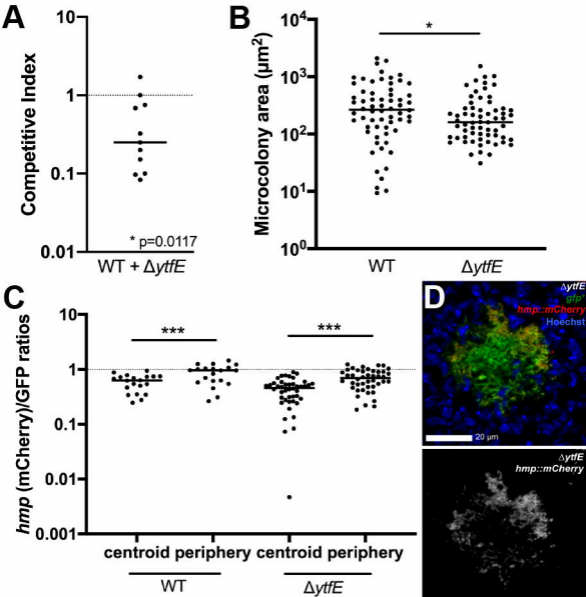 A
Competitive Index
10
1
0.1
0.01
* p=0.0117
WT + ΔytfE
B
Microcolony area (μm²)
10⁴
10³
10²
10¹
10⁰
*
WT
ΔytfE
C
hmp (mCherry)/GFP ratios
10
1
0.1
0.01
0.001
***
***
centroid periphery centroid periphery
WT
ΔytfE
D
ΔytfE
gfp⁺
hmp::mCherry
Hoechst
20 μm
ΔytfE
hmp::mCherry